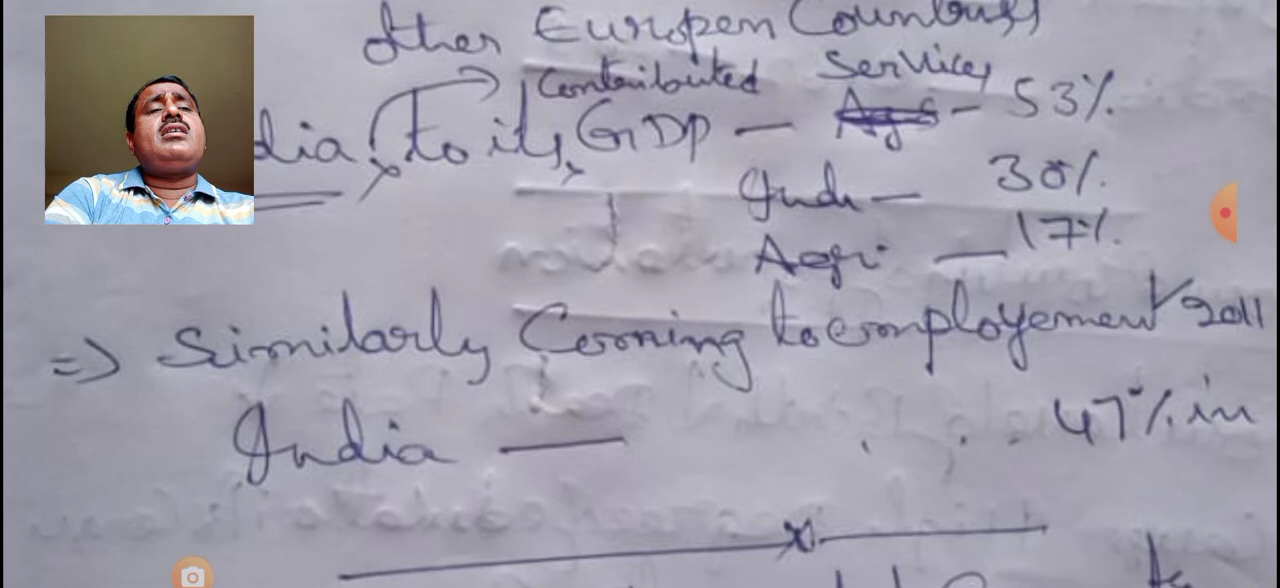 other Europen Countries
Contributed Services
dia, to its, GDP — Agr - 53%
Indu — 30%
Agri — 17%
=> Similarly Coming to employement 2011
India — 47% in